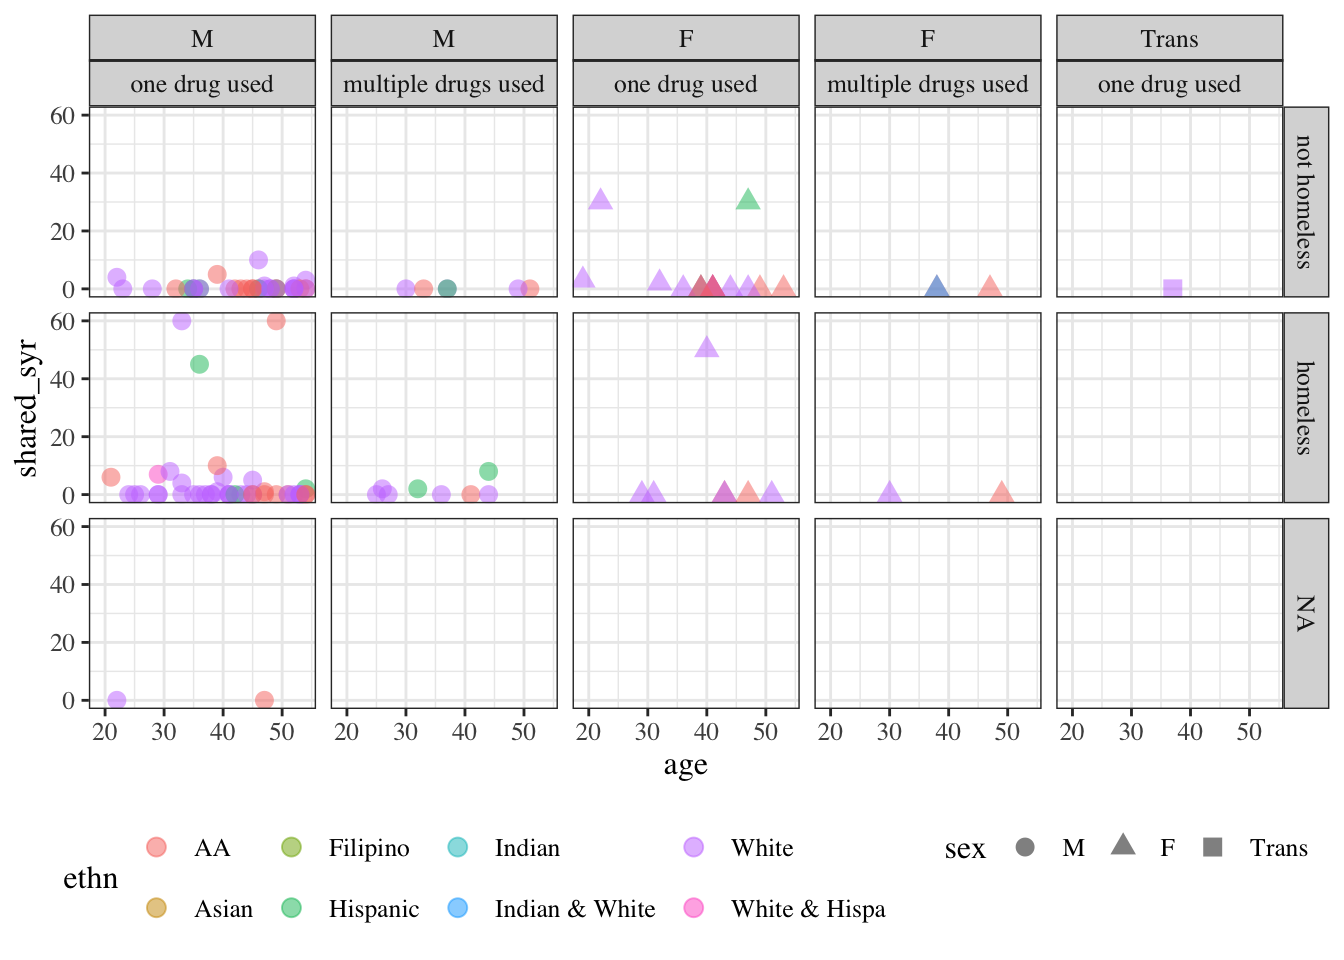 M M F F Trans
one drug used multiple drugs used one drug used multiple drugs used one drug used
60
40
20
0
not homeless
60
40
20
0
homeless
60
40
20
0
NA
shared_syr
20 30 40 50 20 30 40 50 20 30 40 50 20 30 40 50 20 30 40 50
age
ethn
AA Filipino Indian White
Asian Hispanic Indian & White White & Hispa
sex M F Trans